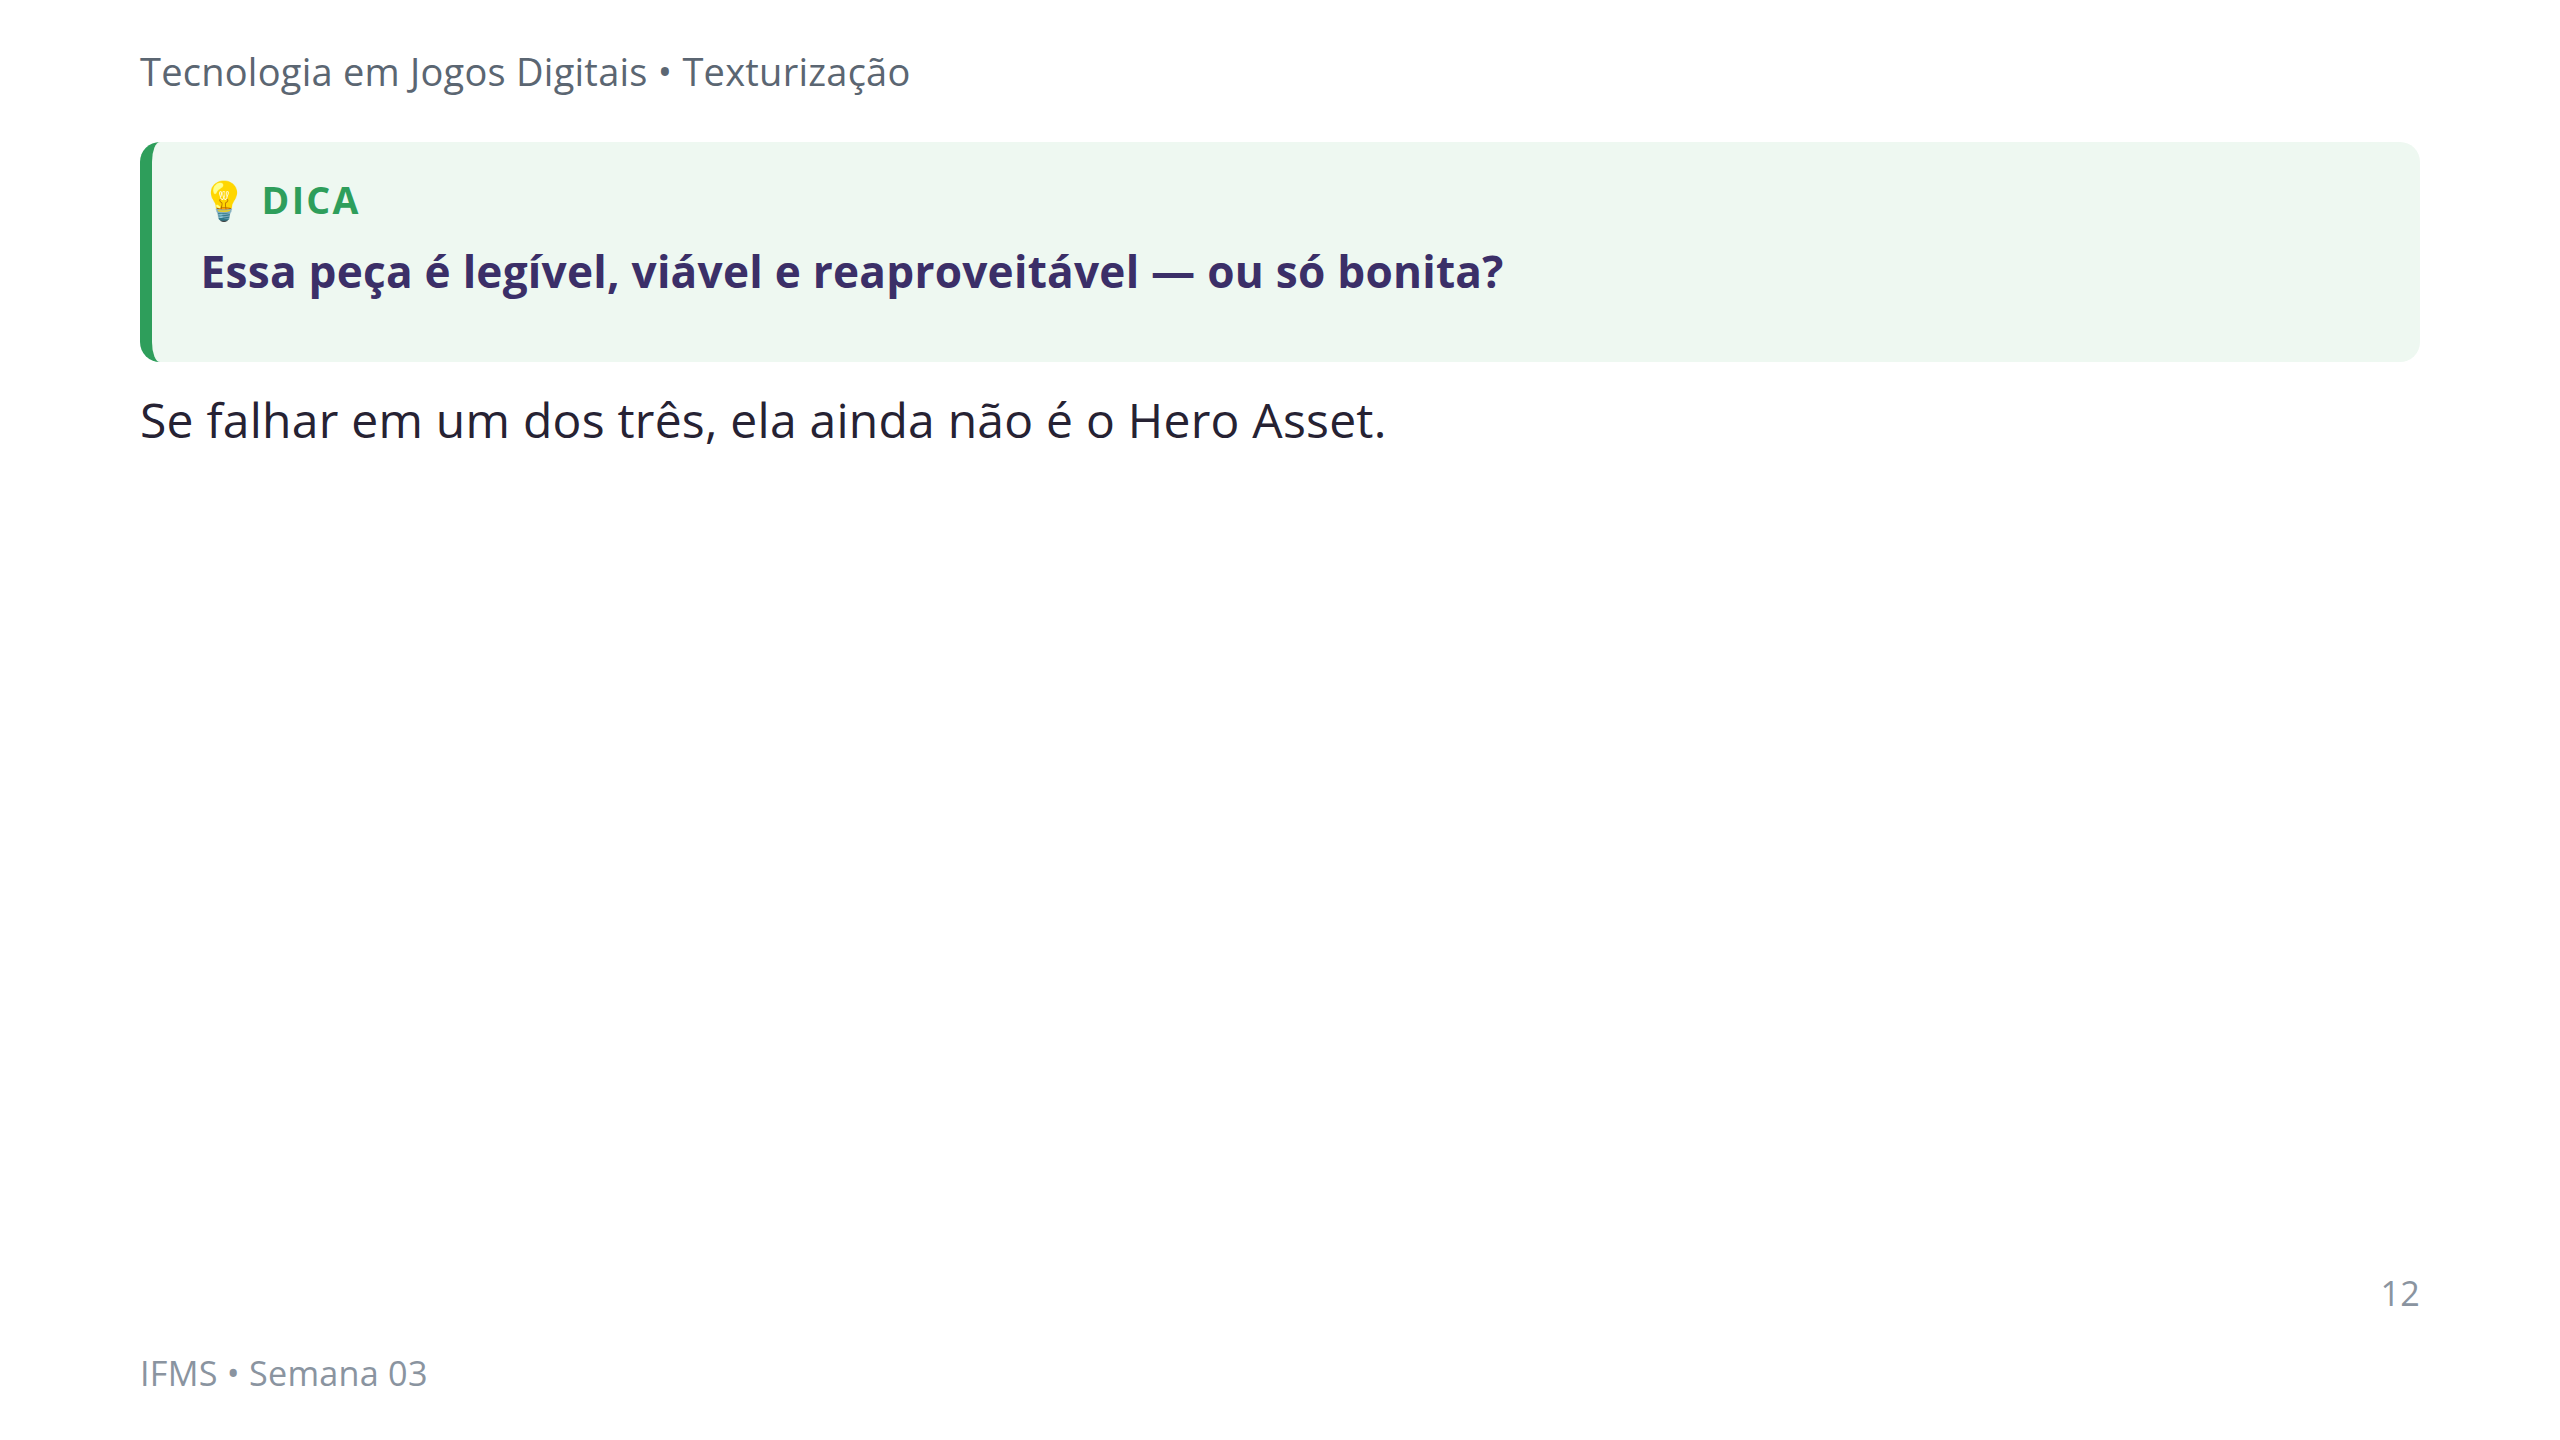 Tecnologia em Jogos Digitais • Texturização
💡 DICA
Essa peça é legível, viável e reaproveitável — ou só bonita?
Se falhar em um dos três, ela ainda não é o Hero Asset.
12
IFMS • Semana 03